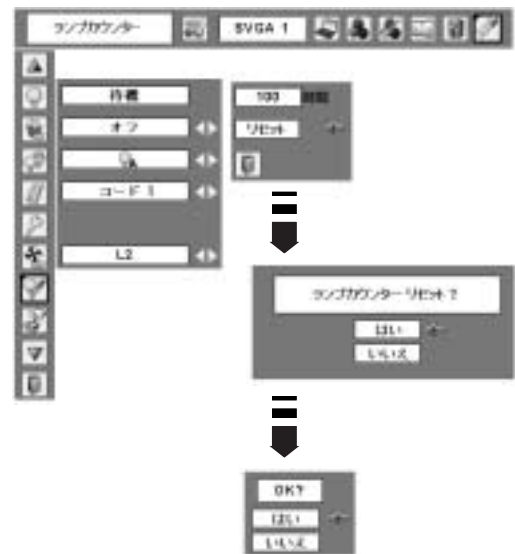 ランプカウンター
SVGA 1
待機
オフ
コード 1
L2
100 時間
リセット
ランプカウンター リセット ?
はい
いいえ
OK?
はい
いいえ